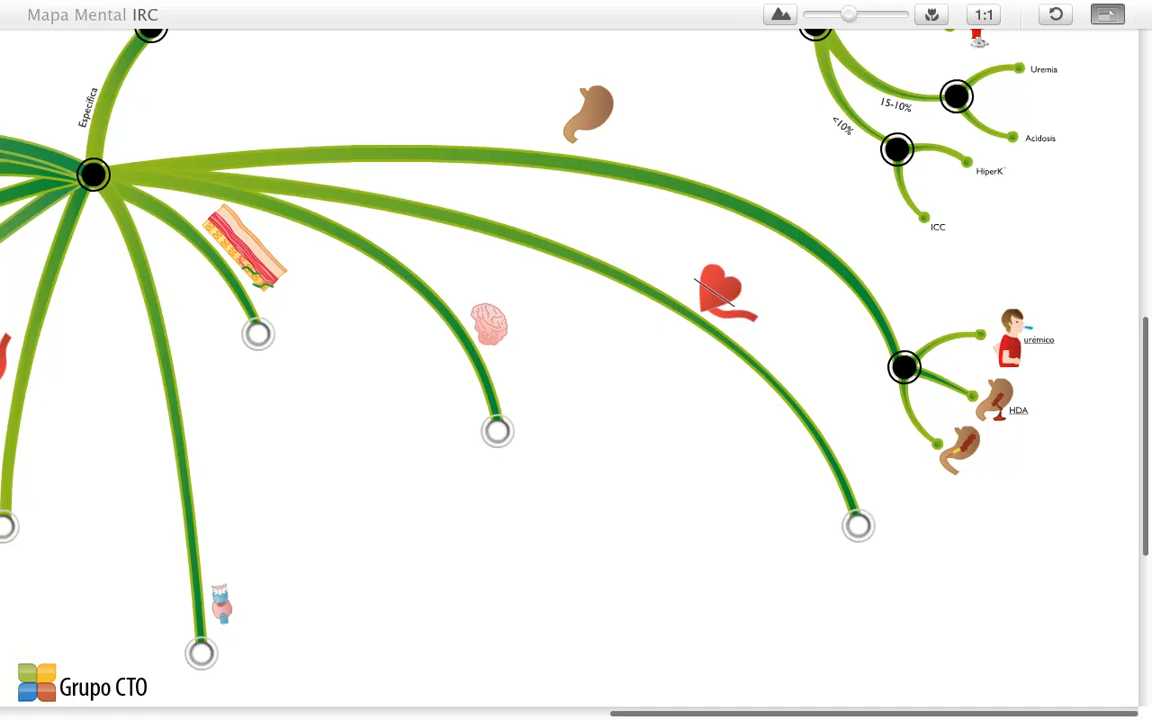 Mapa Mental IRC
1:1
Específica
Uremia
15-10%
<10%
Acidosis
HiperK⁺
ICC
urémico
HDA
Grupo CTO